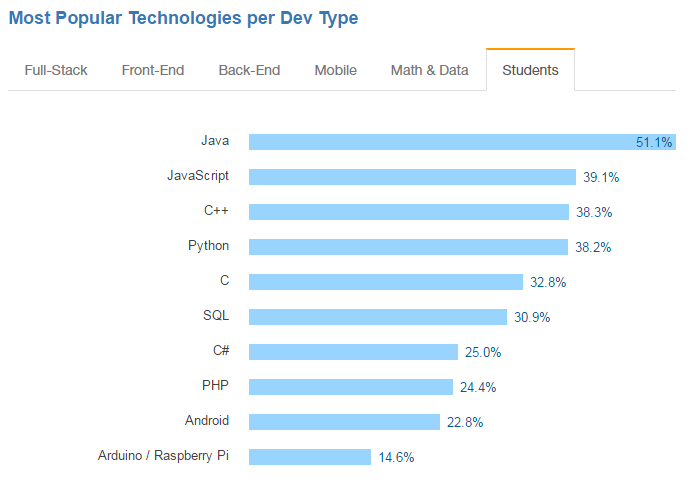 Most Popular Technologies per Dev Type
Full-Stack Front-End Back-End Mobile Math & Data Students
Java 51.1%
JavaScript 39.1%
C++ 38.3%
Python 38.2%
C 32.8%
SQL 30.9%
C# 25.0%
PHP 24.4%
Android 22.8%
Arduino / Raspberry Pi 14.6%